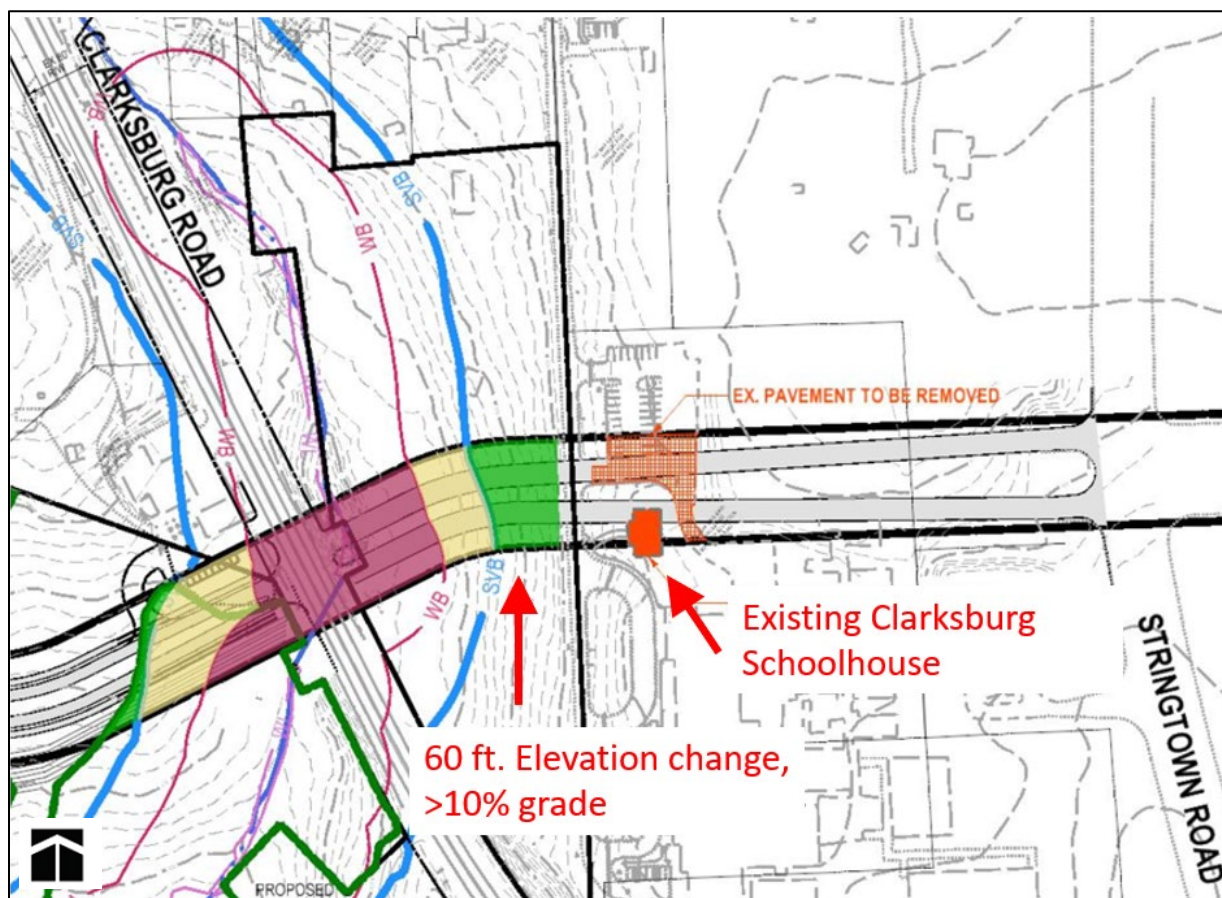 CLARKSBURG ROAD
WB
WB
SVB
SVB
EX. PAVEMENT TO BE REMOVED
WB
WB
SVB
Existing Clarksburg
Schoolhouse
60 ft. Elevation change,
>10% grade
STRINGTOWN ROAD
PROPOSED